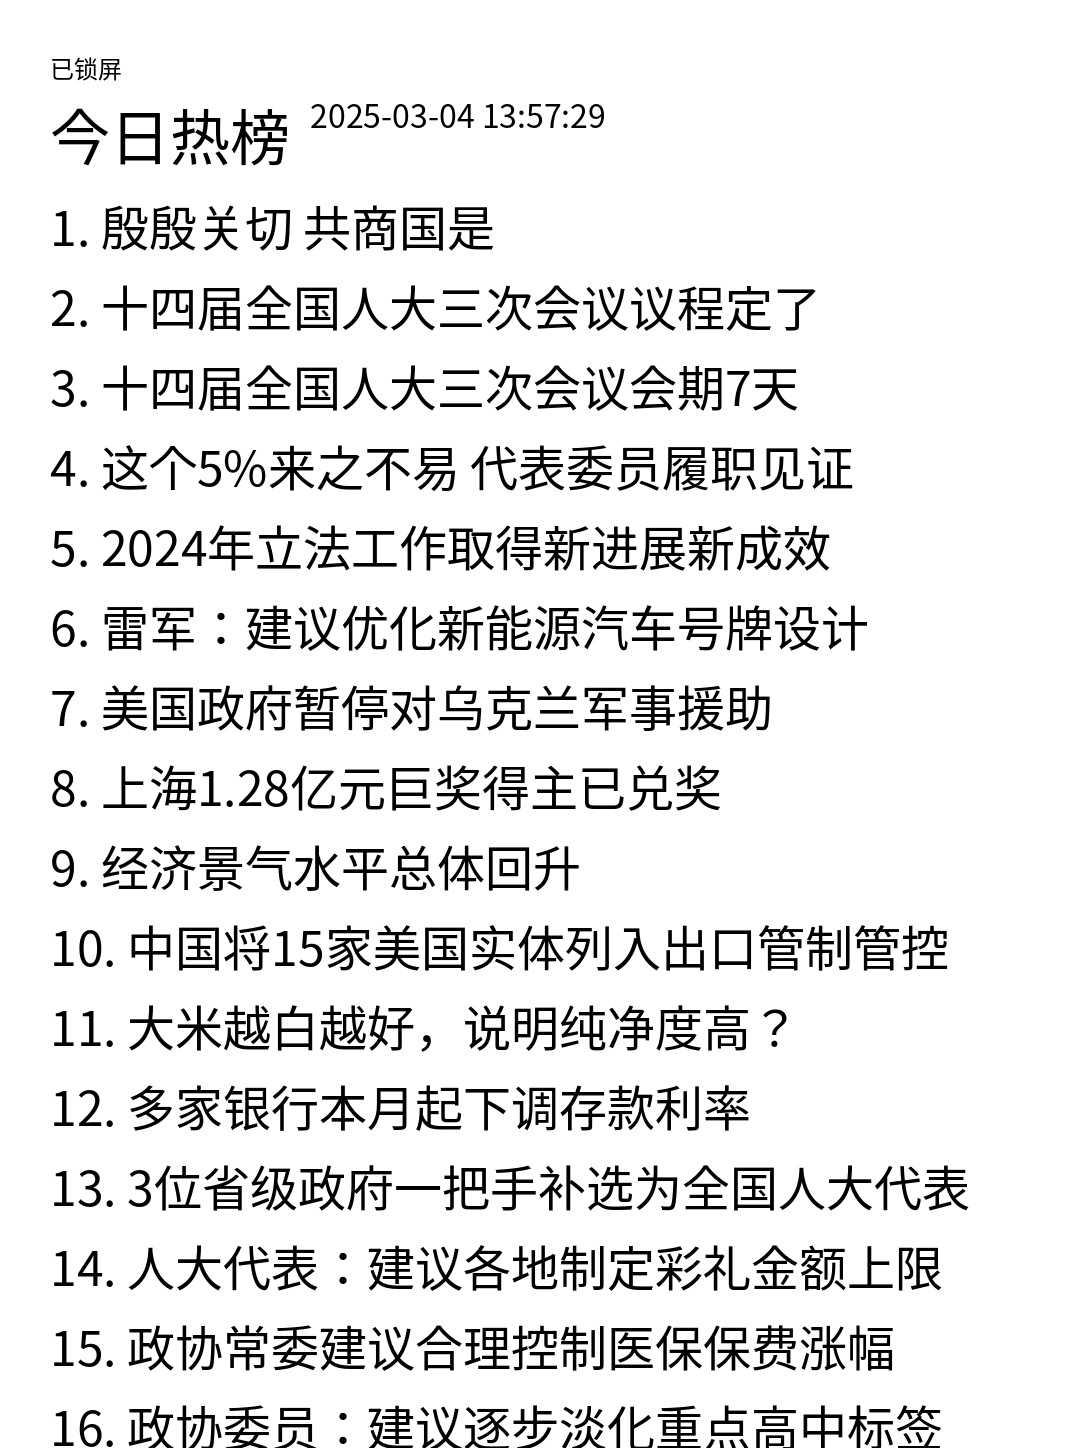 已锁屏
今日热榜 2025-03-04 13:57:29
1. 殷殷关切 共商国是
2. 十四届全国人大三次会议议程定了
3. 十四届全国人大三次会议会期7天
4. 这个5%来之不易 代表委员履职见证
5. 2024年立法工作取得新进展新成效
6. 雷军：建议优化新能源汽车号牌设计
7. 美国政府暂停对乌克兰军事援助
8. 上海1.28亿元巨奖得主已兑奖
9. 经济景气水平总体回升
10. 中国将15家美国实体列入出口管制管控
11. 大米越白越好，说明纯净度高？
12. 多家银行本月起下调存款利率
13. 3位省级政府一把手补选为全国人大代表
14. 人大代表：建议各地制定彩礼金额上限
15. 政协常委建议合理控制医保保费涨幅
16. 政协委员：建议逐步淡化重点高中标签